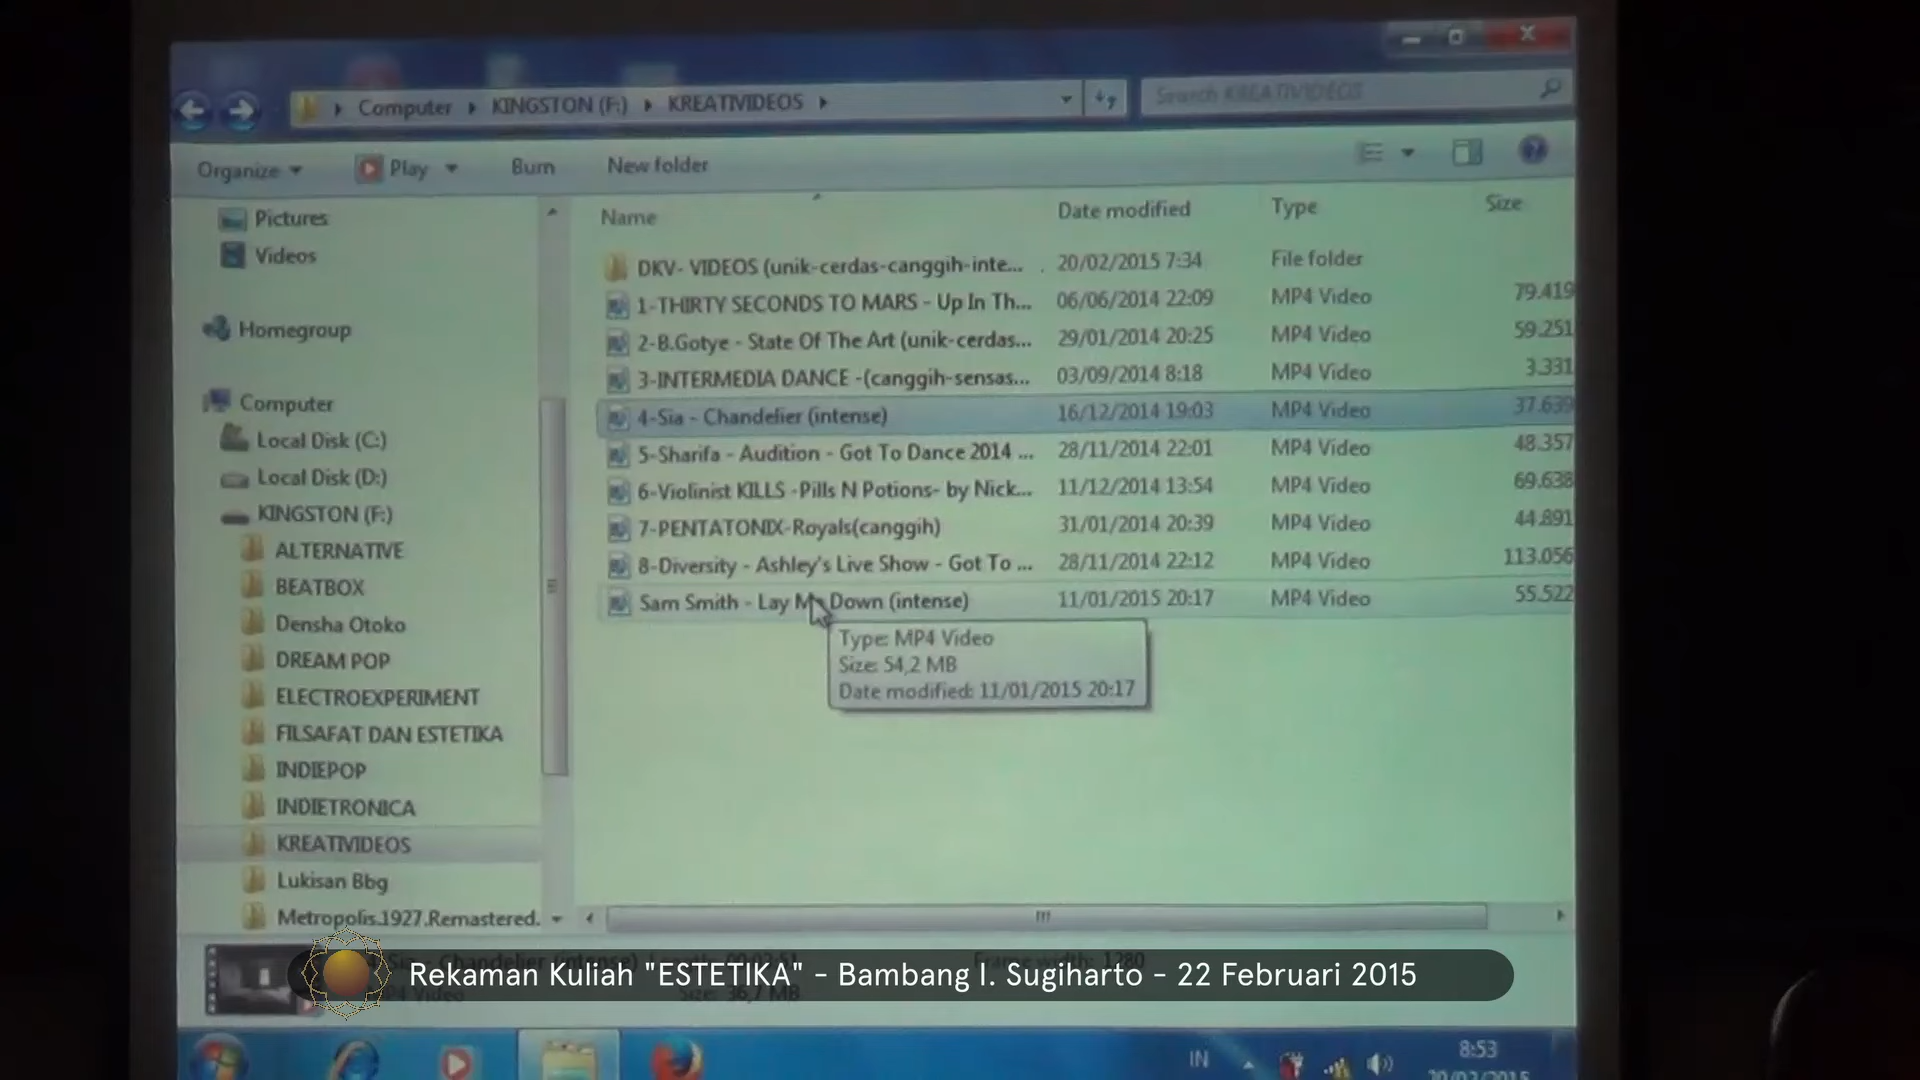 Computer ▸ KINGSTON (F:) ▸ KREATIVIDEOS ▸
Search KREATIVIDEOS
Organize Play Burn New folder
Name Date modified Type Size
Pictures
Videos
Homegroup
Computer
Local Disk (C:)
Local Disk (D:)
KINGSTON (F:)
ALTERNATIVE
BEATBOX
Densha Otoko
DREAM POP
ELECTROEXPERIMENT
FILSAFAT DAN ESTETIKA
INDIEPOP
INDIETRONICA
KREATIVIDEOS
Lukisan Bbg
Metropolis.1927.Remastered.
DKV- VIDEOS (unik-cerdas-canggih-inte... 20/02/2015 7:34 File folder
1-THIRTY SECONDS TO MARS - Up In Th... 06/06/2014 22:09 MP4 Video 79.419
2-B.Gotye - State Of The Art (unik-cerdas... 29/01/2014 20:25 MP4 Video 59.251
3-INTERMEDIA DANCE -(canggih-sensas... 03/09/2014 8:18 MP4 Video 3.331
4-Sia - Chandelier (intense) 16/12/2014 19:03 MP4 Video 37.639
5-Sharifa - Audition - Got To Dance 2014 ... 28/11/2014 22:01 MP4 Video 48.357
6-Violinist KILLS -Pills N Potions- by Nick... 11/12/2014 13:54 MP4 Video 69.638
7-PENTATONIX-Royals(canggih) 31/01/2014 20:39 MP4 Video 44.891
8-Diversity - Ashley's Live Show - Got To ... 28/11/2014 22:12 MP4 Video 113.056
Sam Smith - Lay Me Down (intense) 11/01/2015 20:17 MP4 Video 55.522
Type: MP4 Video
Size: 54,2 MB
Date modified: 11/01/2015 20:17
Rekaman Kuliah "ESTETIKA" - Bambang I. Sugiharto - 22 Februari 2015
Size: 36,7 MB
IN
8:53